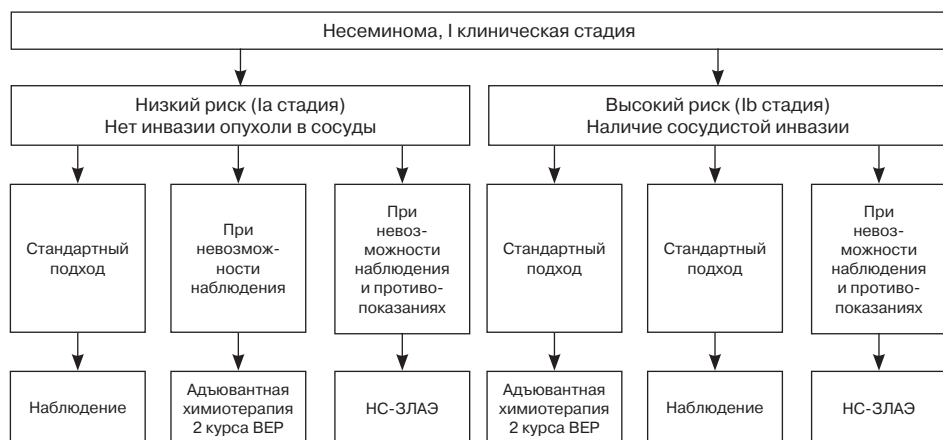 Несеминома, I клиническая стадия
Низкий риск (Ia стадия)
Нет инвазии опухоли в сосуды
Высокий риск (Ib стадия)
Наличие сосудистой инвазии
Стандартный
подход
При
невозмож-
ности
наблюдения
При
невоз-
можности
наблюдения
и противо-
показаниях
Стандартный
подход
Стандартный
подход
При
невоз-
можности
наблюдения
и противо-
показаниях
Наблюдение
Адъювантная
химиотерапия
2 курса BEP
НС-ЗЛАЭ
Адъювантная
химиотерапия
2 курса BEP
Наблюдение
НС-ЗЛАЭ